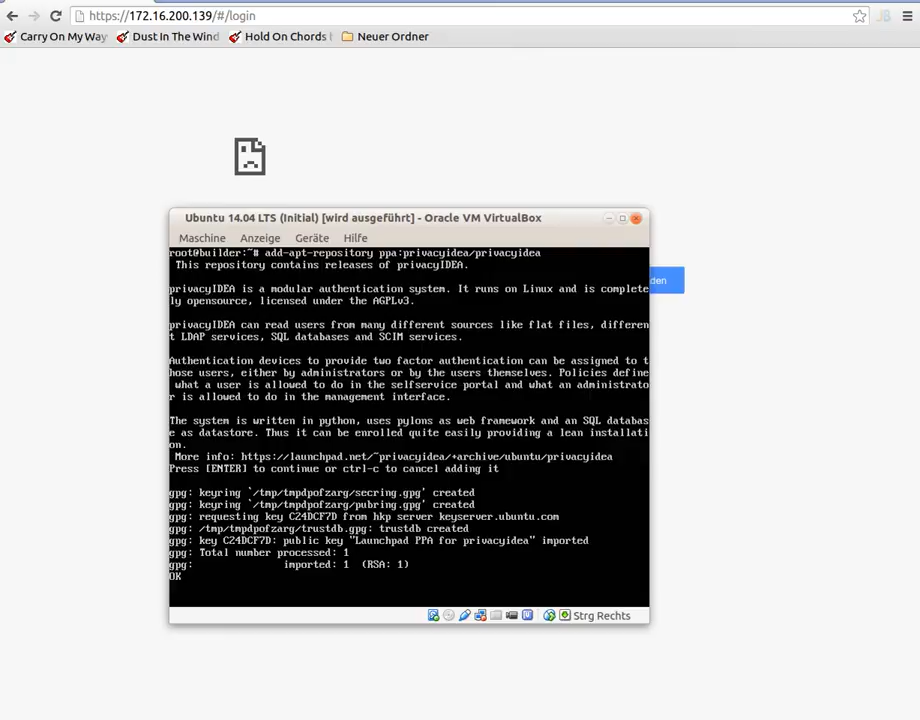 https://172.16.200.139/#/login
Carry On My Way Dust In The Wind Hold On Chords Neuer Ordner
Ubuntu 14.04 LTS (Initial) [wird ausgeführt] - Oracle VM VirtualBox
Maschine Anzeige Geräte Hilfe
root@builder:~# add-apt-repository ppa:privacyidea/privacyidea
This repository contains releases of privacyIDEA.
privacyIDEA is a modular authentication system. It runs on Linux and is complete
ly opensource, licensed under the AGPLv3.
privacyIDEA can read users from many different sources like flat files, differen
t LDAP services, SQL databases and SCIM services.
Authentication devices to provide two factor authentication can be assigned to t
hose users, either by administrators or by the users themselves. Policies define
what a user is allowed to do in the selfservice portal and what an administrato
r is allowed to do in the management interface.
The system is written in python, uses pylons as web framework and an SQL databas
e as datastore. Thus it can be enrolled quite easily providing a lean installati
on.
More info: https://launchpad.net/~privacyidea/+archive/ubuntu/privacyidea
Press [ENTER] to continue or ctrl-c to cancel adding it
gpg: keyring `/tmp/tmpdpofzarg/secring.gpg' created
gpg: keyring `/tmp/tmpdpofzarg/pubring.gpg' created
gpg: requesting key C24DCF7D from hkp server keyserver.ubuntu.com
gpg: /tmp/tmpdpofzarg/trustdb.gpg: trustdb created
gpg: key C24DCF7D: public key "Launchpad PPA for privacyidea" imported
gpg: Total number processed: 1
gpg: imported: 1 (RSA: 1)
OK
den
Strg Rechts